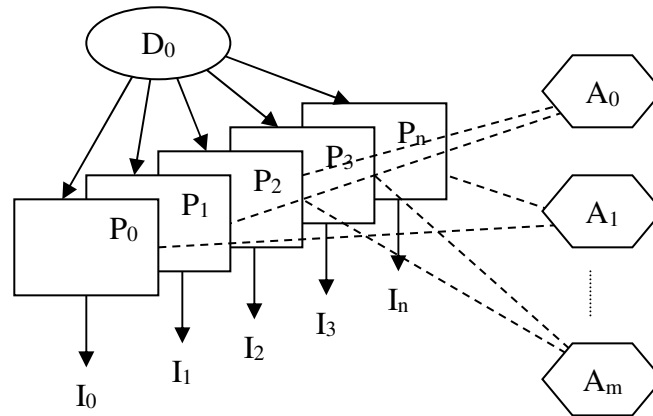 D₀
A₀
Pₙ
P₃
P₂
P₁
P₀
A₁
Iₙ
I₃
I₂
I₁
I₀
Aₘ